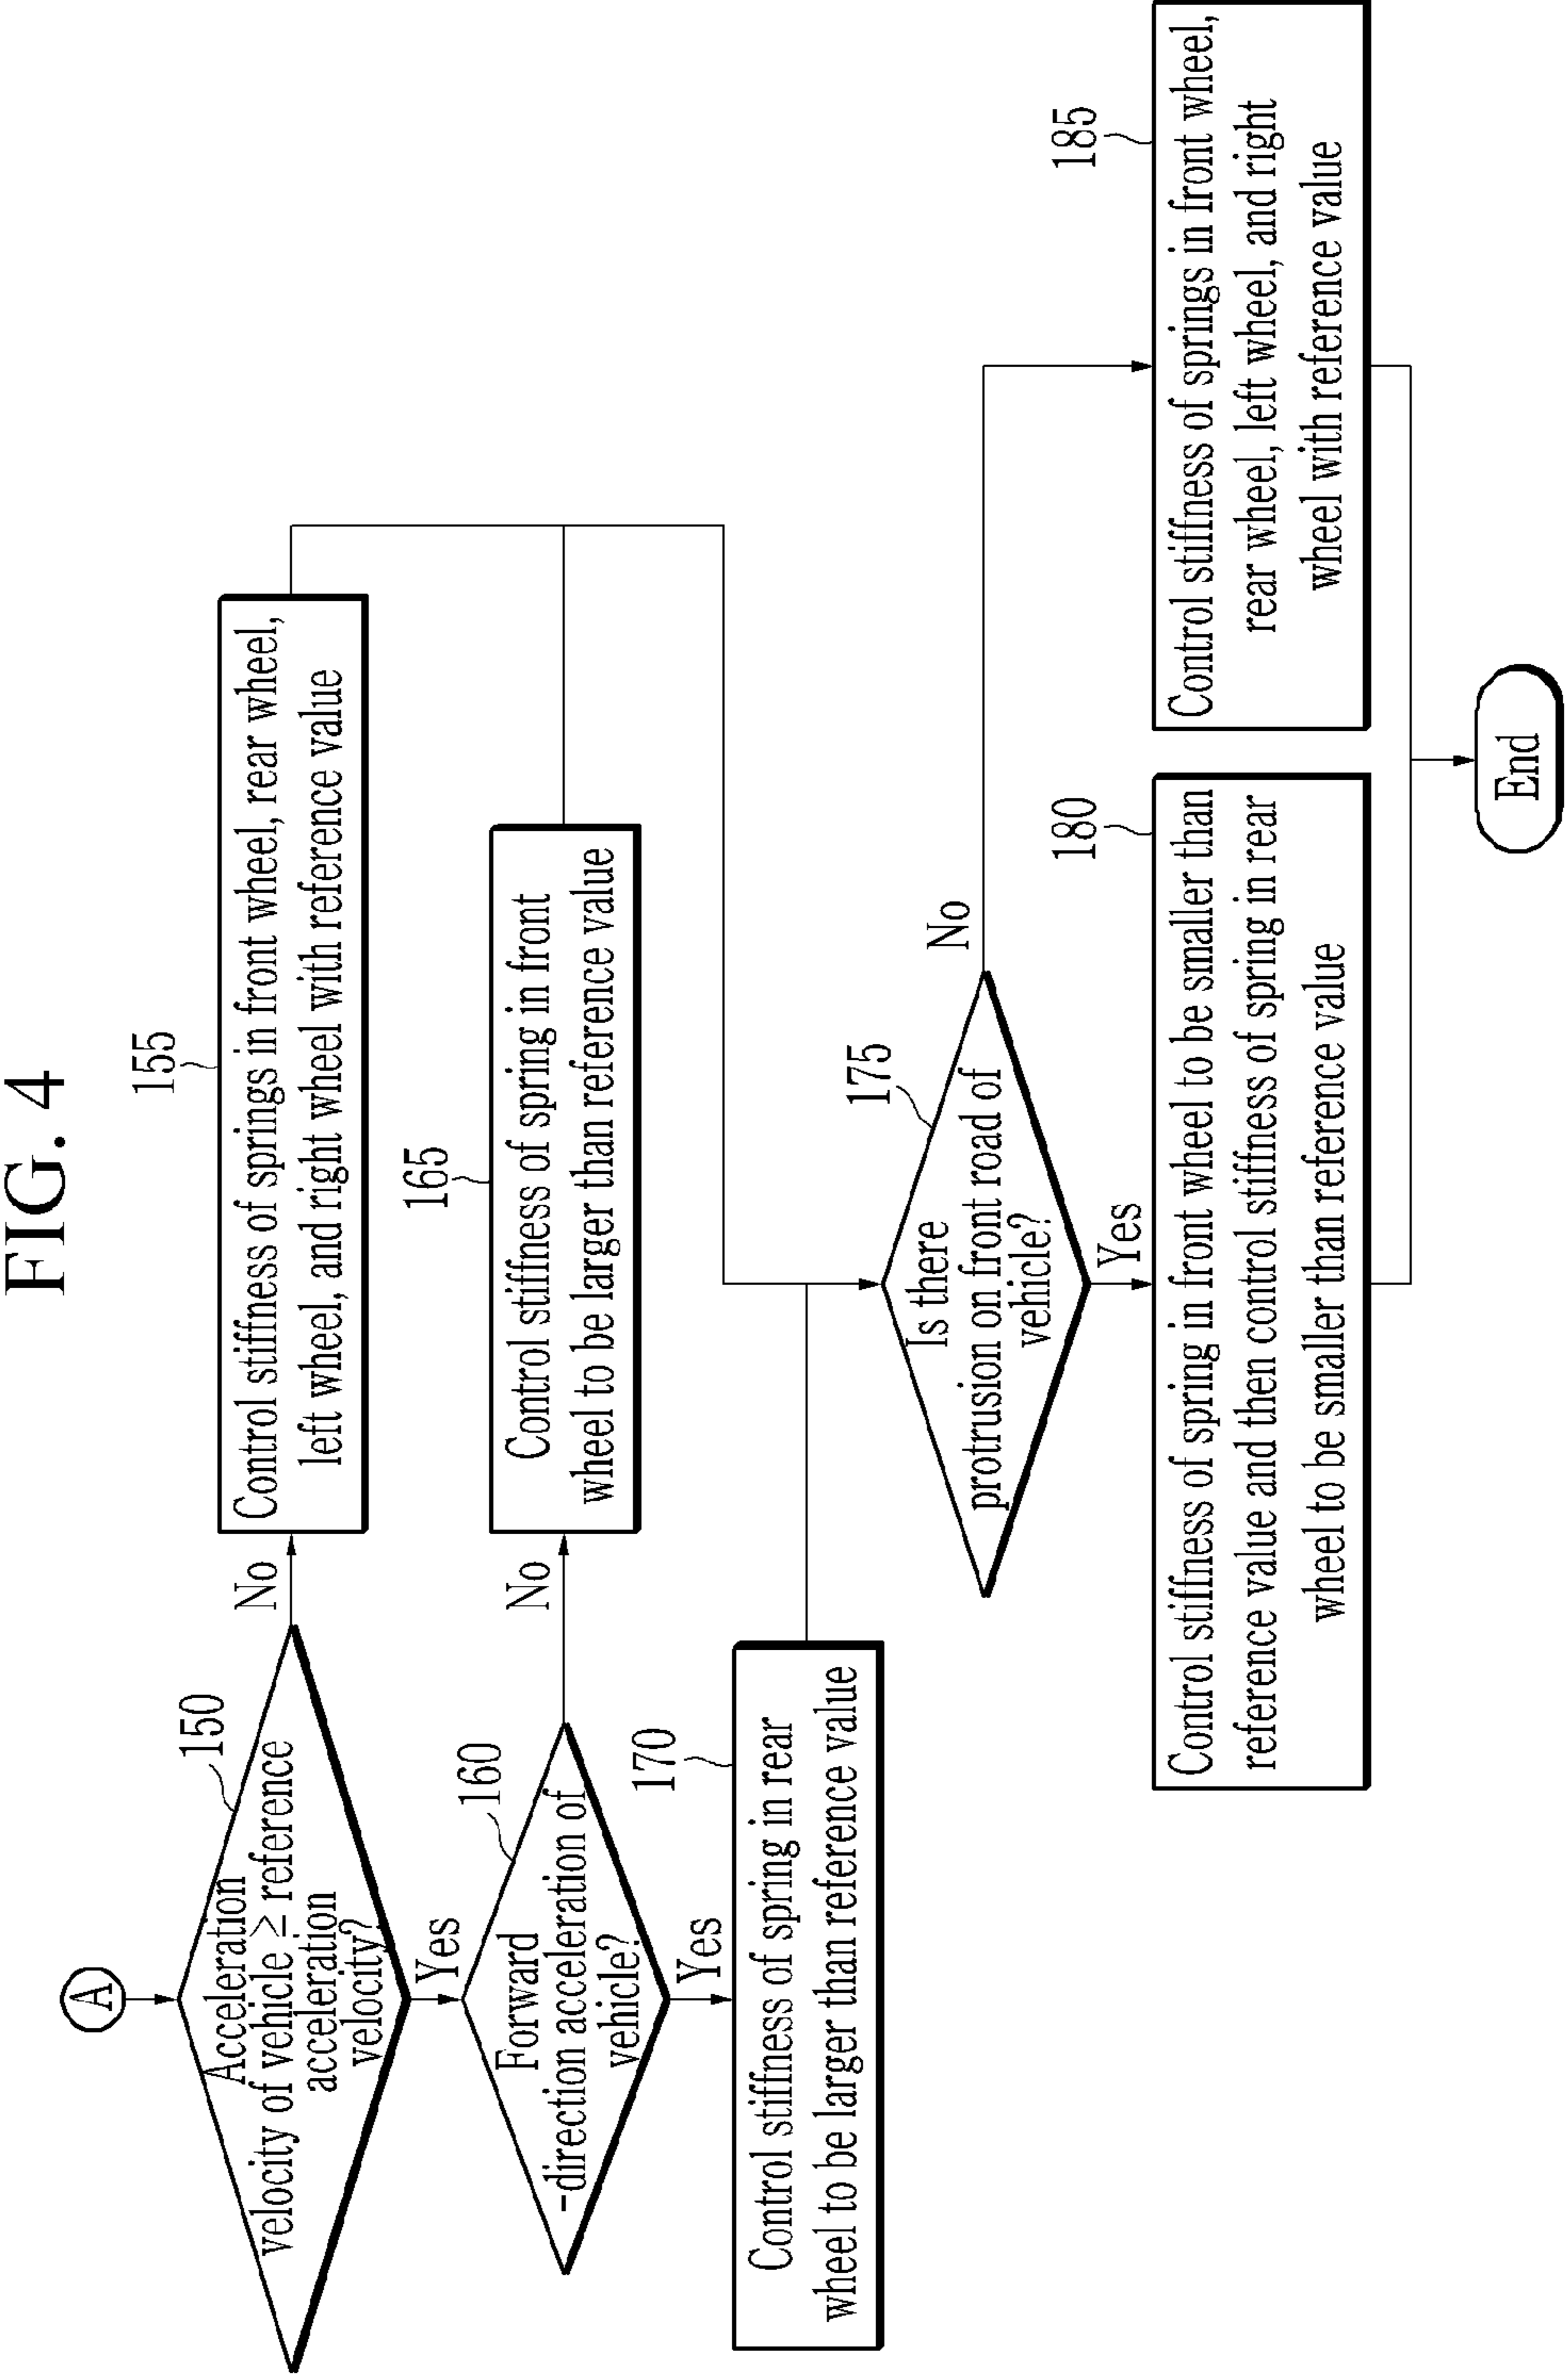 FIG. 4
A
150
Acceleration
velocity of vehicle ≥ reference
acceleration
velocity?
No
155
Control stiffness of springs in front wheel, rear wheel,
left wheel, and right wheel with reference value
Yes
160
Forward
-direction acceleration of
vehicle?
No
165
Control stiffness of spring in front
wheel to be larger than reference value
Yes
170
Control stiffness of spring in rear
wheel to be larger than reference value
175
Is there
protrusion on front road of
vehicle?
No
Yes
180
Control stiffness of spring in front wheel to be smaller than
reference value and then control stiffness of spring in rear
wheel to be smaller than reference value
185
Control stiffness of springs in front wheel,
rear wheel, left wheel, and right
wheel with reference value
End